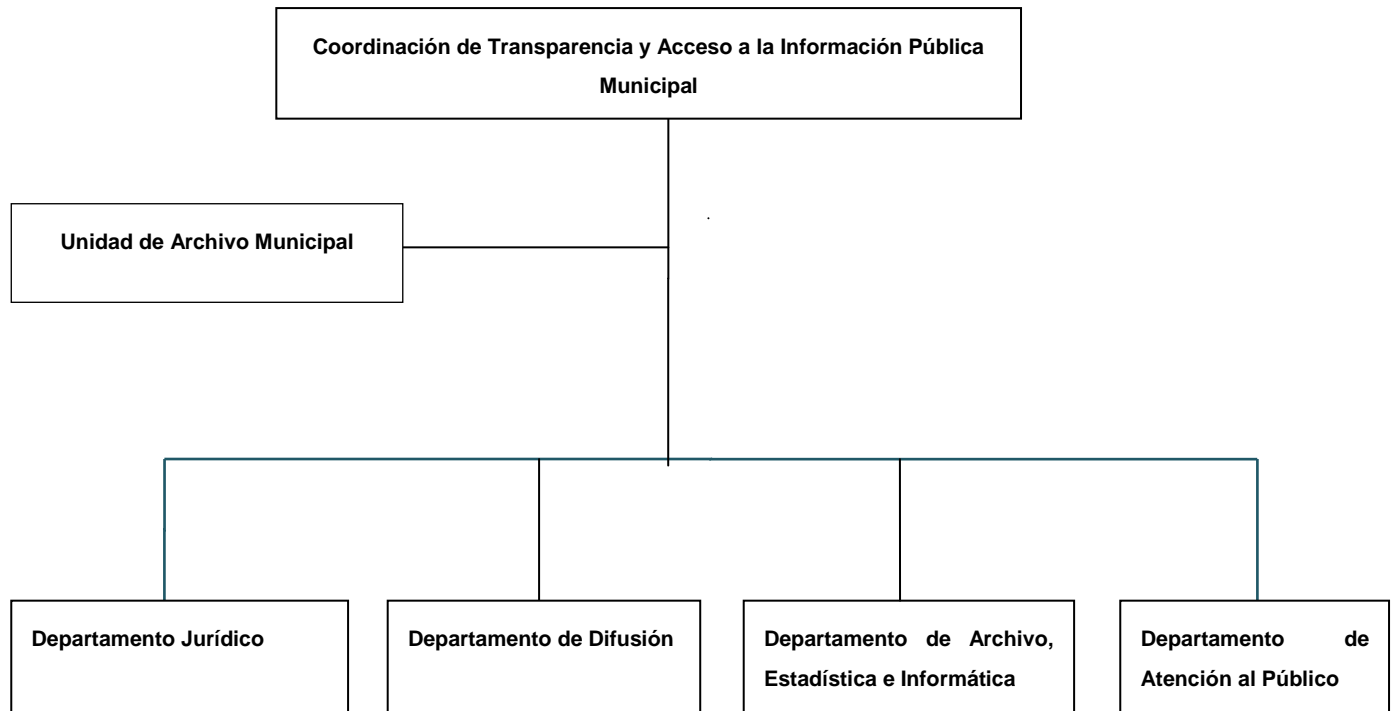 Coordinación de Transparencia y Acceso a la Información Pública
Municipal
Unidad de Archivo Municipal
Departamento Jurídico
Departamento de Difusión
Departamento de Archivo,
Estadística e Informática
Departamento de
Atención al Público